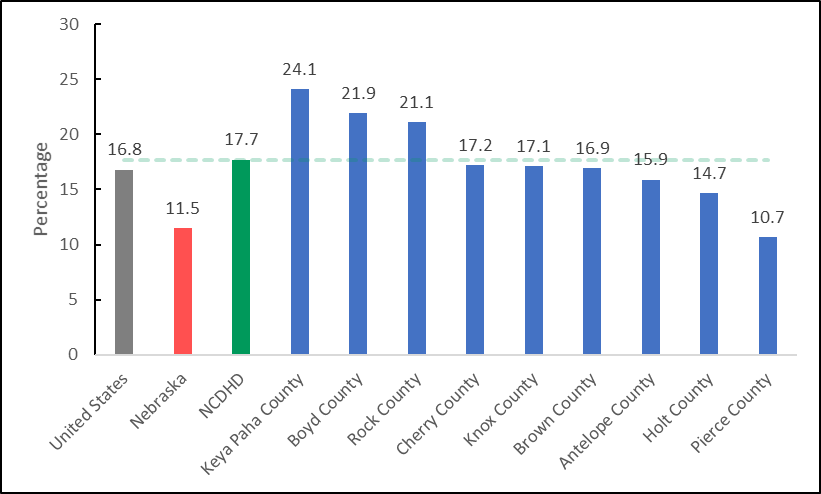 Percentage
30
25
20
15
10
5
0
16.8
11.5
17.7
24.1
21.9
21.1
17.2
17.1
16.9
15.9
14.7
10.7
United States
Nebraska
NCDHD
Keya Paha County
Boyd County
Rock County
Cherry County
Knox County
Brown County
Antelope County
Holt County
Pierce County